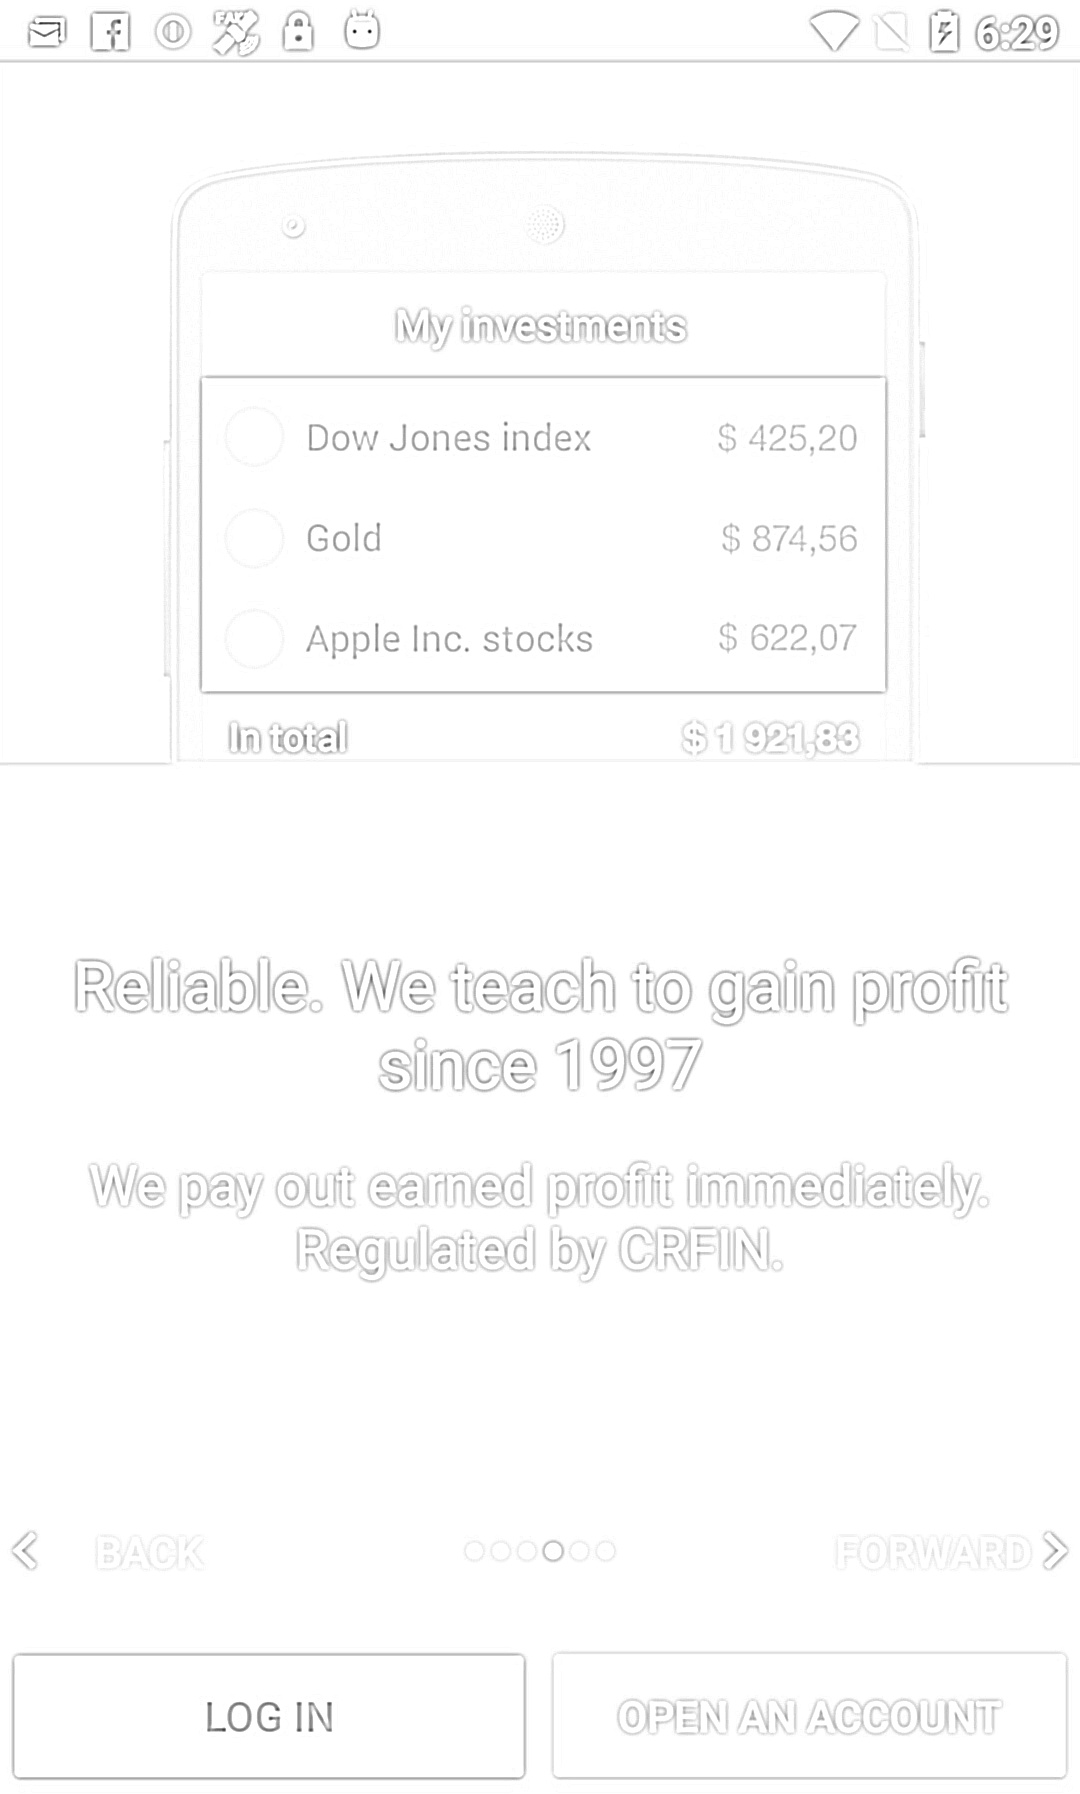 FAV
6:29
My investments
Dow Jones index $ 425,20
Gold $ 874,56
Apple Inc. stocks $ 622,07
In total $ 1 921,83
Reliable. We teach to gain profit
since 1997
We pay out earned profit immediately.
Regulated by CRFIN.
BACK FORWARD
LOG IN OPEN AN ACCOUNT